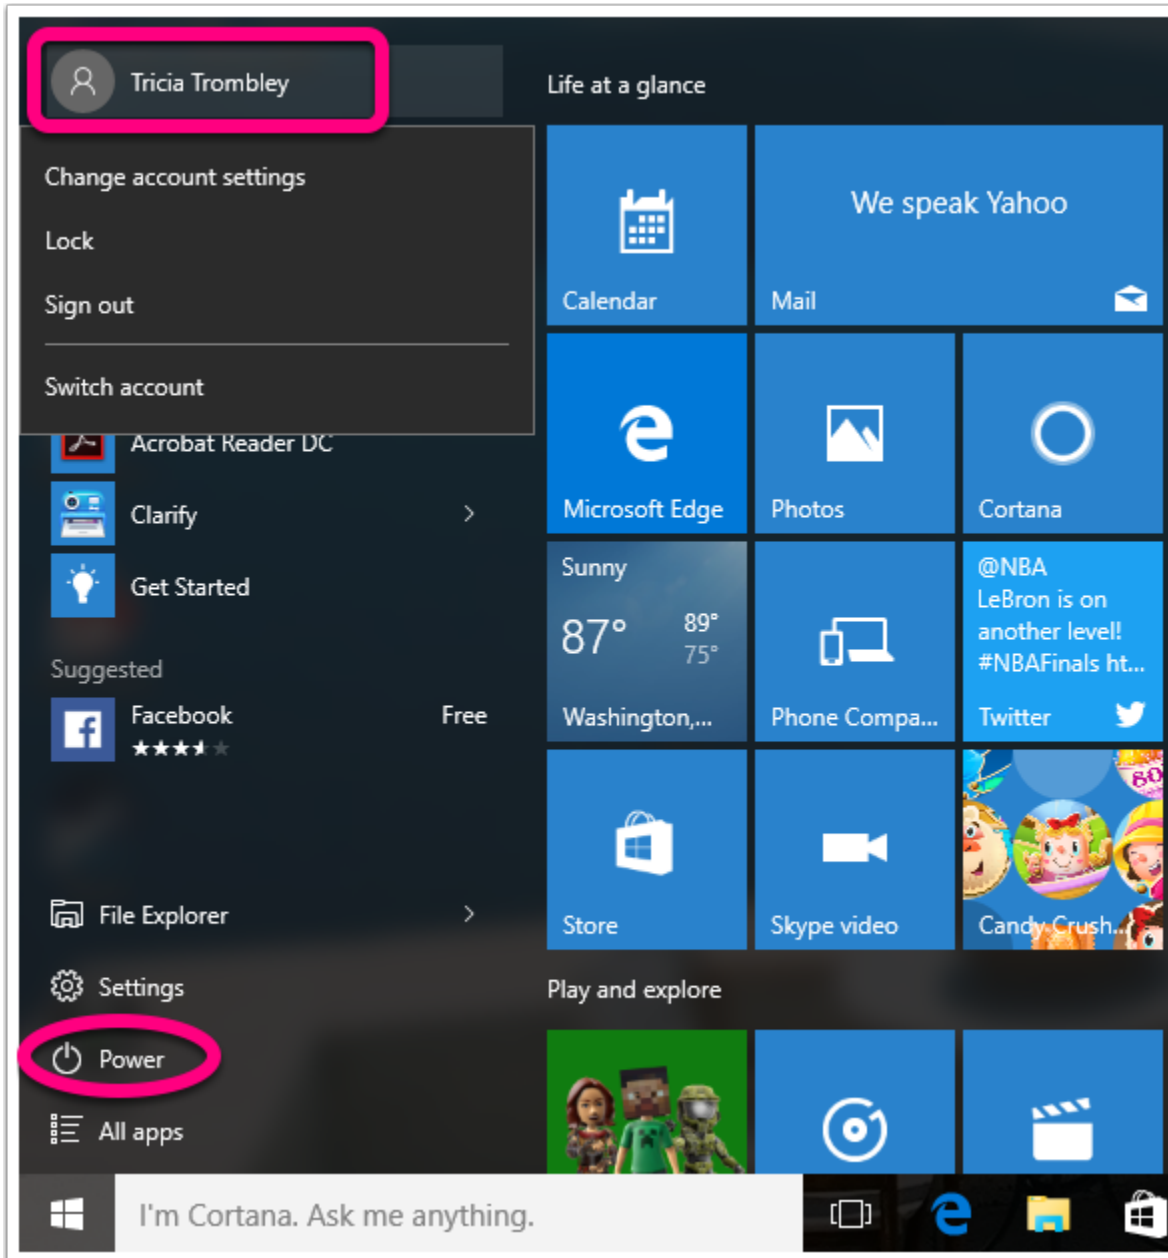 Tricia Trombley
Change account settings
Lock
Sign out
Switch account
Acrobat Reader DC
Clarify
Get Started
Suggested
Facebook
Free
File Explorer
Settings
Power
All apps
Life at a glance
Calendar
We speak Yahoo
Mail
Microsoft Edge
Photos
Cortana
Sunny
87°
89°
75°
Washington,...
Phone Compa...
@NBA
LeBron is on
another level!
#NBAFinals ht...
Twitter
Store
Skype video
Candy Crush...
Play and explore
I'm Cortana. Ask me anything.